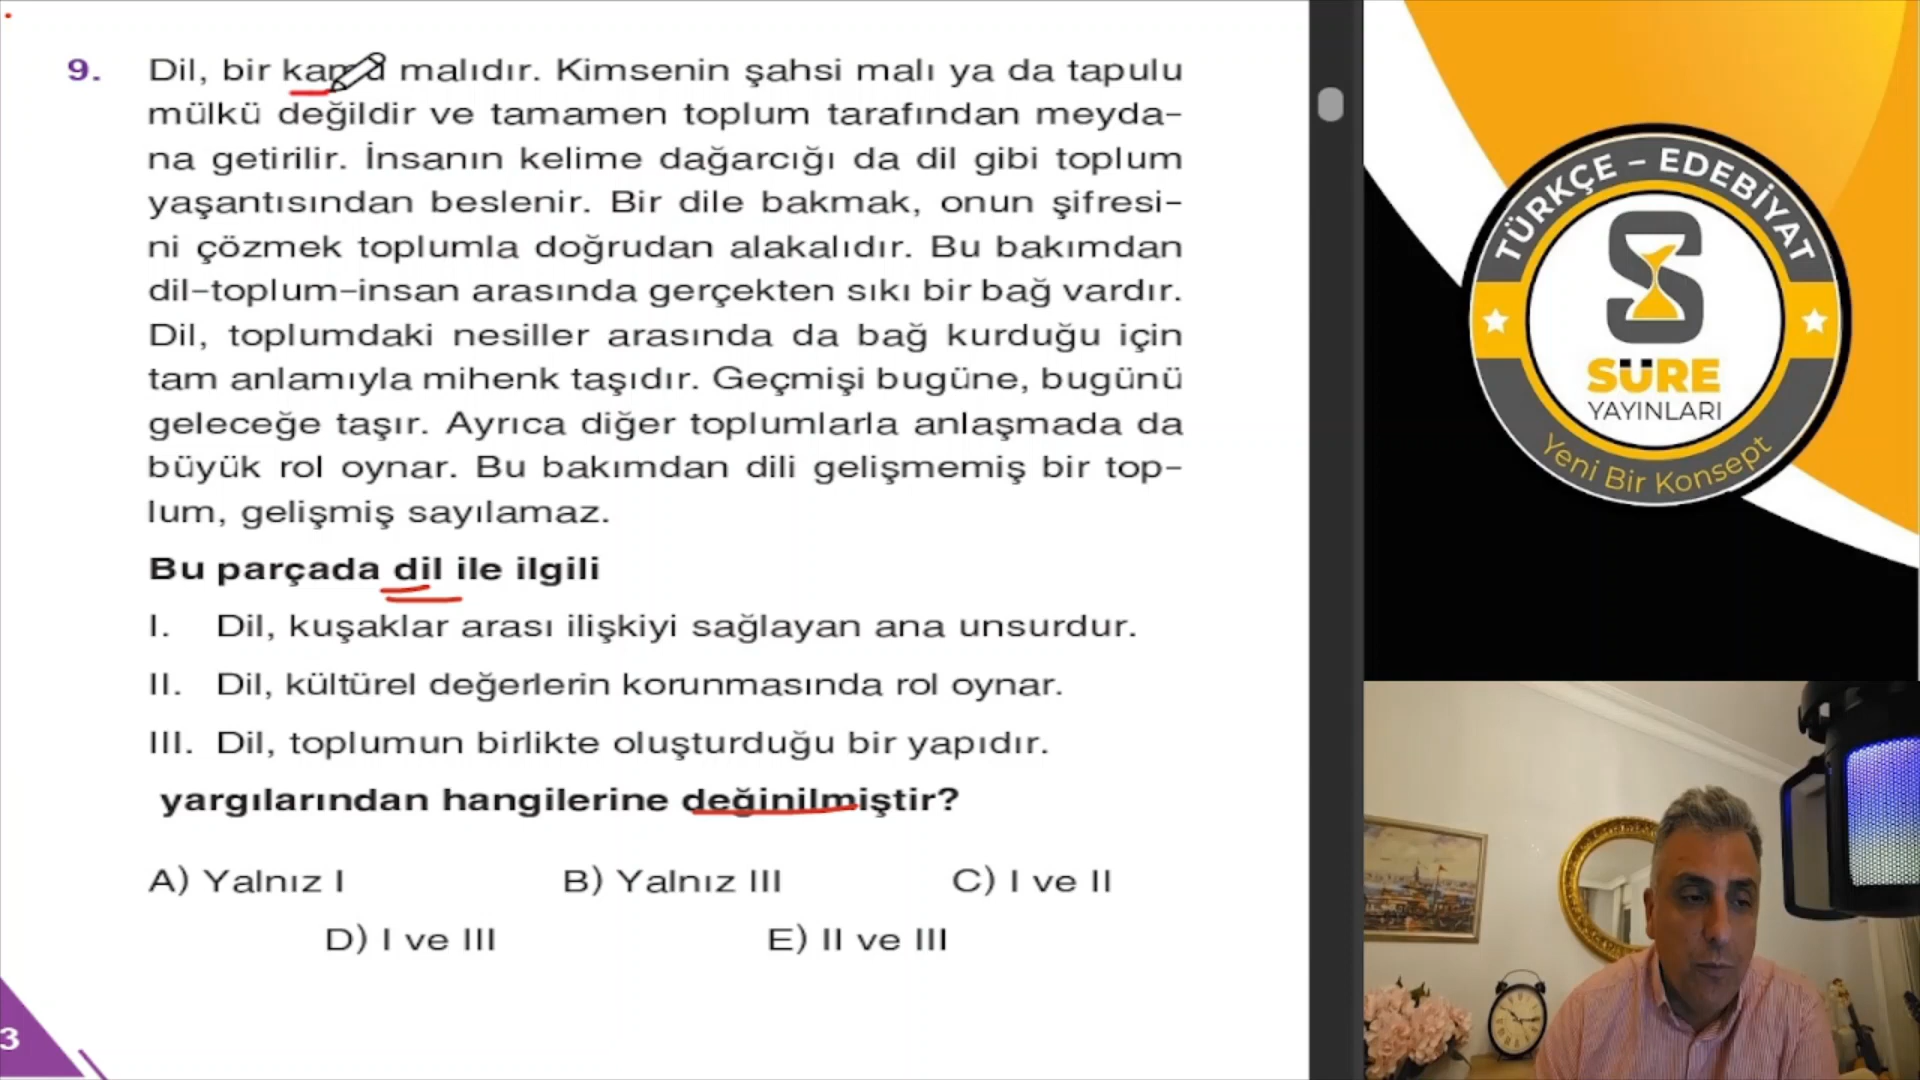 9. Dil, bir kamu malıdır. Kimsenin şahsi malı ya da tapulu
mülkü değildir ve tamamen toplum tarafından meyda-
na getirilir. İnsanın kelime dağarcığı da dil gibi toplum
yaşantısından beslenir. Bir dile bakmak, onun şifresi-
ni çözmek toplumla doğrudan alakalıdır. Bu bakımdan
dil-toplum-insan arasında gerçekten sıkı bir bağ vardır.
Dil, toplumdaki nesiller arasında da bağ kurduğu için
tam anlamıyla mihenk taşıdır. Geçmişi bugüne, bugünü
geleceğe taşır. Ayrıca diğer toplumlarla anlaşmada da
büyük rol oynar. Bu bakımdan dili gelişmemiş bir top-
lum, gelişmiş sayılamaz.
Bu parçada dil ile ilgili
I. Dil, kuşaklar arası ilişkiyi sağlayan ana unsurdur.
II. Dil, kültürel değerlerin korunmasında rol oynar.
III. Dil, toplumun birlikte oluşturduğu bir yapıdır.
yargılarından hangilerine değinilmiştir?
A) Yalnız I B) Yalnız III C) I ve II
D) I ve III E) II ve III
3
TÜRKÇE – EDEBİYAT
SÜRE
YAYINLARI
Yeni Bir Konsept